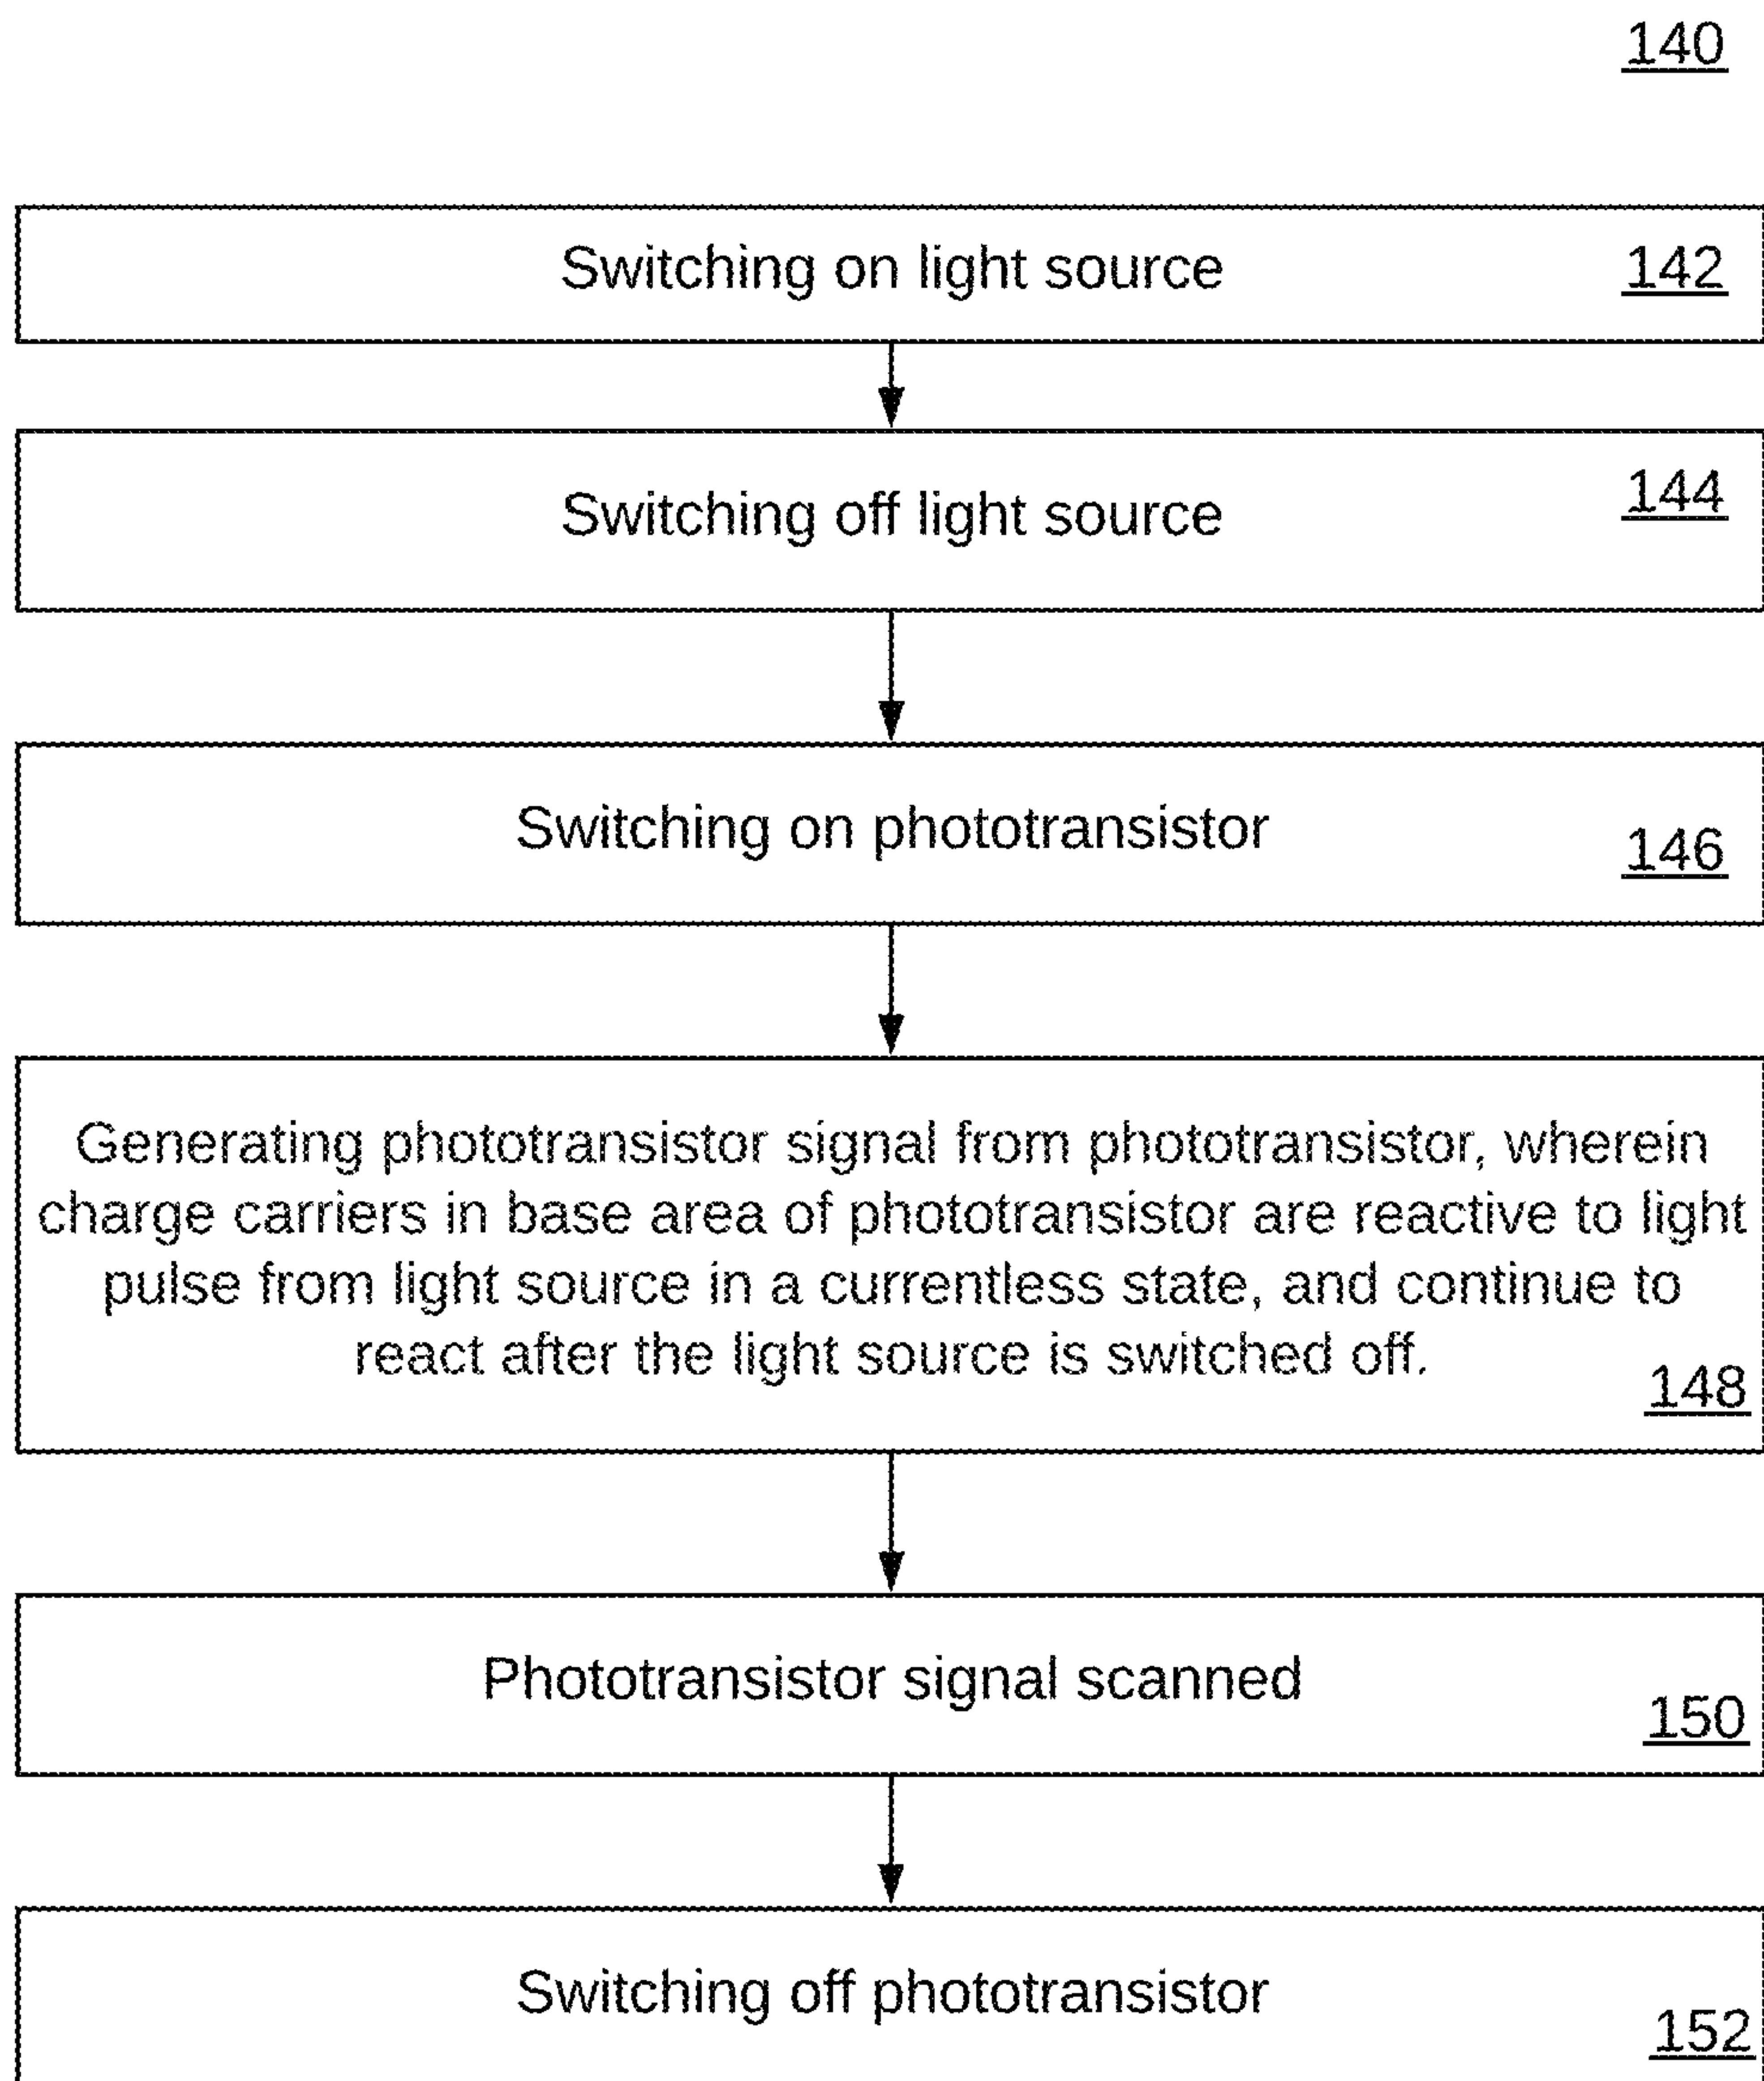 140
Switching on light source
142
Switching off light source
144
Switching on phototransistor
146
Generating phototransistor signal from phototransistor, wherein
charge carriers in base area of phototransistor are reactive to light
pulse from light source in a currentless state, and continue to
react after the light source is switched off.
148
Phototransistor signal scanned
150
Switching off phototransistor
152